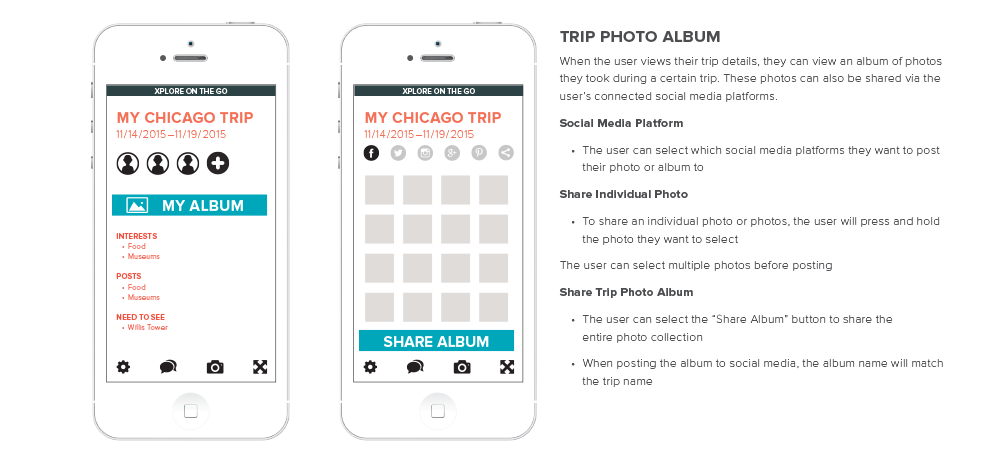 XPLORE ON THE GO
MY CHICAGO TRIP
11/14/2015–11/19/2015
MY ALBUM
INTERESTS
• Food
• Museums
POSTS
• Food
• Museums
NEED TO SEE
• Willis Tower
XPLORE ON THE GO
MY CHICAGO TRIP
11/14/2015–11/19/2015
SHARE ALBUM
TRIP PHOTO ALBUM
When the user views their trip details, they can view an album of photos
they took during a certain trip. These photos can also be shared via the
user's connected social media platforms.
Social Media Platform
• The user can select which social media platforms they want to post
their photo or album to
Share Individual Photo
• To share an individual photo or photos, the user will press and hold
the photo they want to select
The user can select multiple photos before posting
Share Trip Photo Album
• The user can select the “Share Album” button to share the
entire photo collection
• When posting the album to social media, the album name will match
the trip name